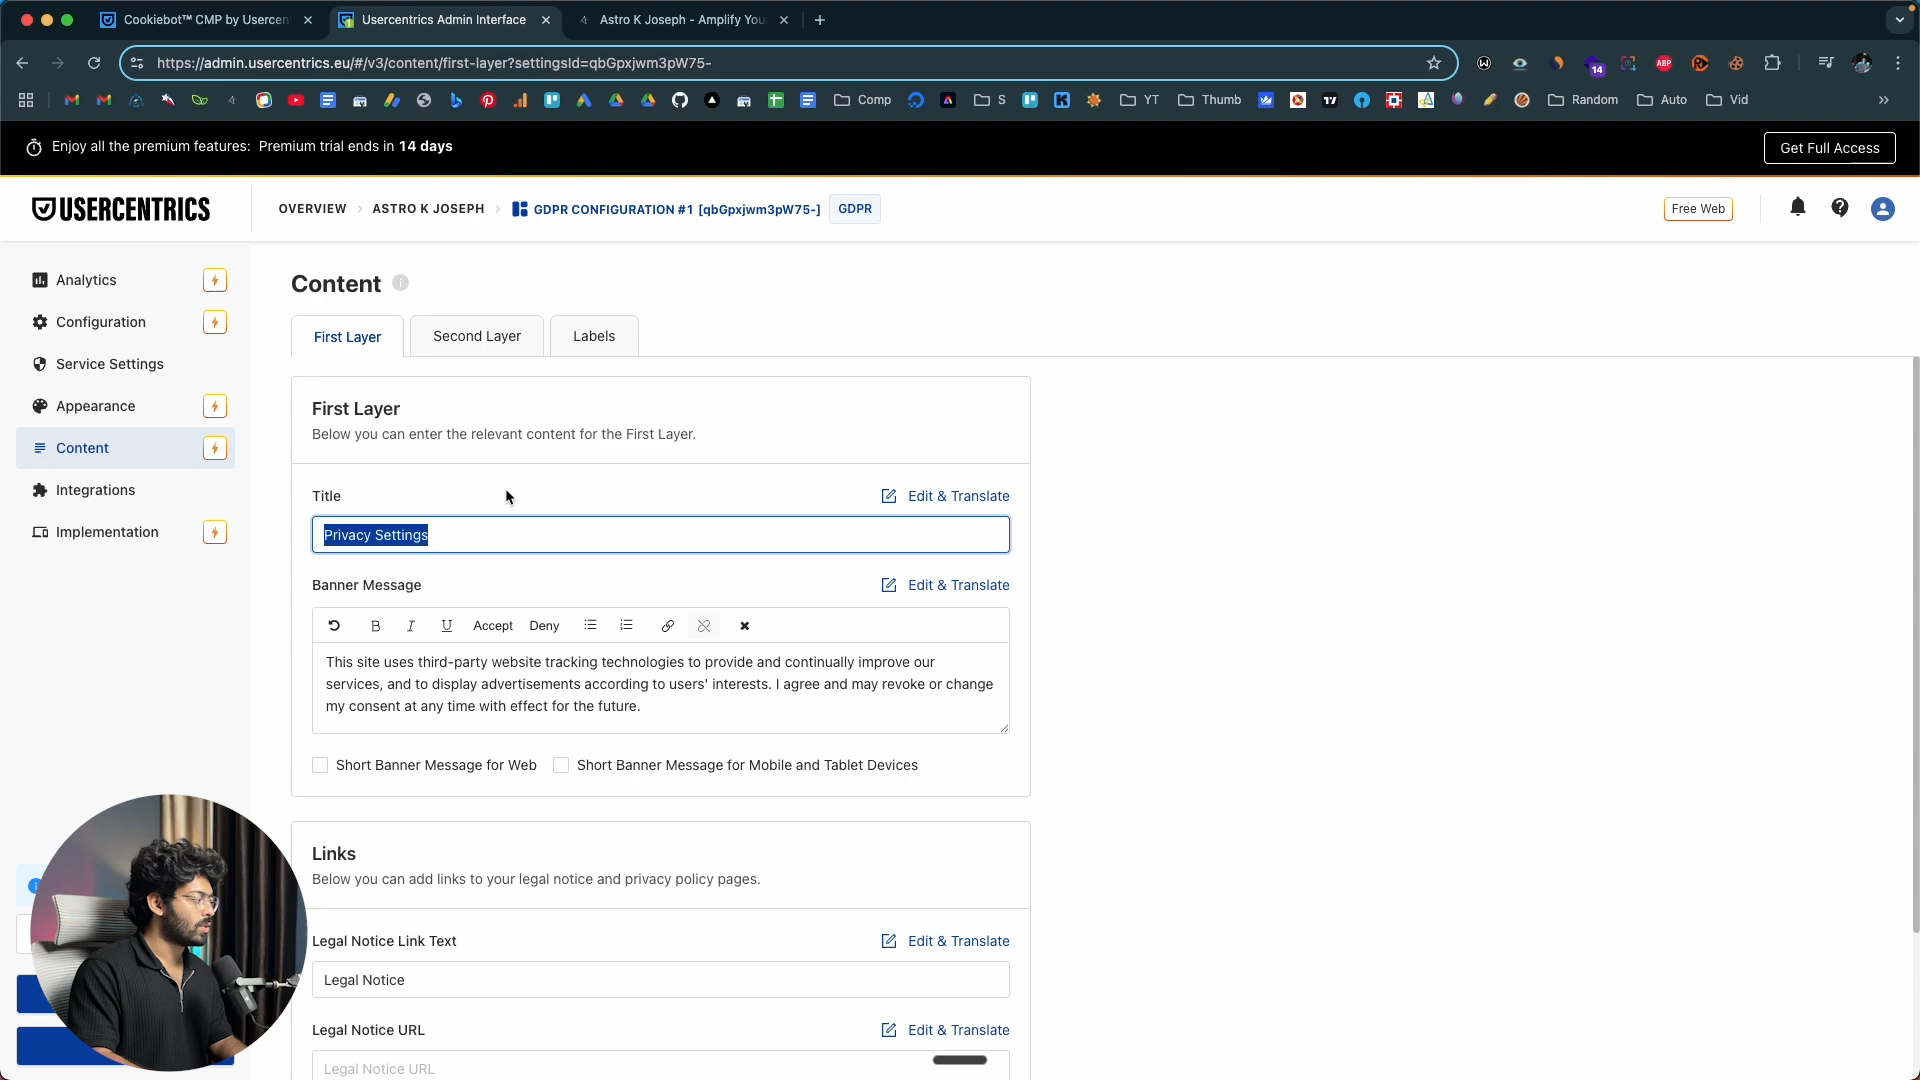 Cookiebot™ CMP by Usercen
Usercentrics Admin Interface
Astro K Joseph - Amplify You
https://admin.usercentrics.eu/#/v3/content/first-layer?settingsId=qbGpxjwm3pW75-
14
ABP
Comp
S
YT
Thumb
Random
Auto
Vid
Enjoy all the premium features: Premium trial ends in 14 days
Get Full Access
USERCENTRICS
OVERVIEW
ASTRO K JOSEPH
GDPR CONFIGURATION #1 [qbGpxjwm3pW75-]
GDPR
Free Web
Analytics
Configuration
Service Settings
Appearance
Content
Integrations
Implementation
Content
First Layer
Second Layer
Labels
First Layer
Below you can enter the relevant content for the First Layer.
Title
Edit & Translate
Privacy Settings
Banner Message
Edit & Translate
B I U Accept Deny
This site uses third-party website tracking technologies to provide and continually improve our
services, and to display advertisements according to users' interests. I agree and may revoke or change
my consent at any time with effect for the future.
Short Banner Message for Web
Short Banner Message for Mobile and Tablet Devices
Links
Below you can add links to your legal notice and privacy policy pages.
Legal Notice Link Text
Edit & Translate
Legal Notice
Legal Notice URL
Edit & Translate
Legal Notice URL